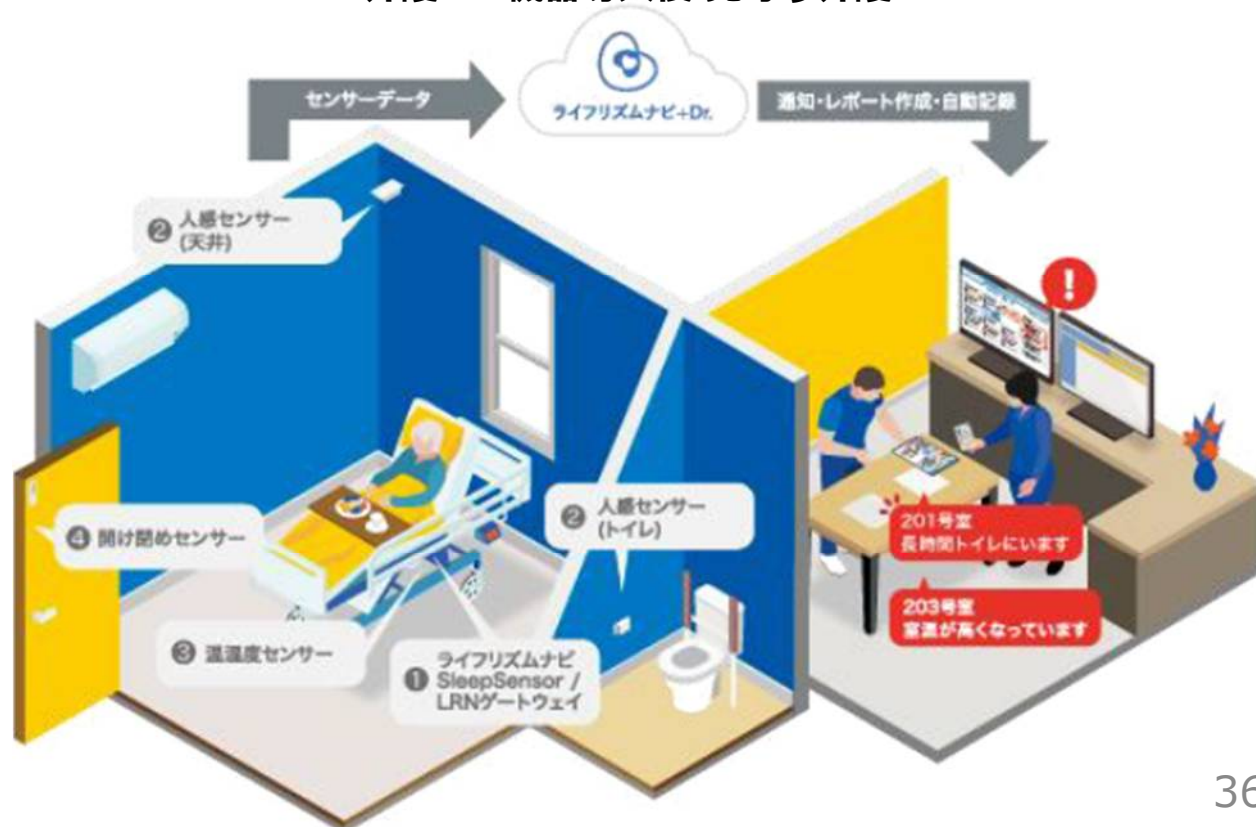 センサーデータ
ライフリズムナビ+Dr.
通知・レポート作成・自動記録
❷ 人感センサー
(天井)
❹ 開け閉めセンサー
❷ 人感センサー
(トイレ)
201号室
長時間トイレにいます
203号室
室温が高くなっています
❸ 温湿度センサー
❶ ライフリズムナビ
SleepSensor /
LRNゲートウェイ
36